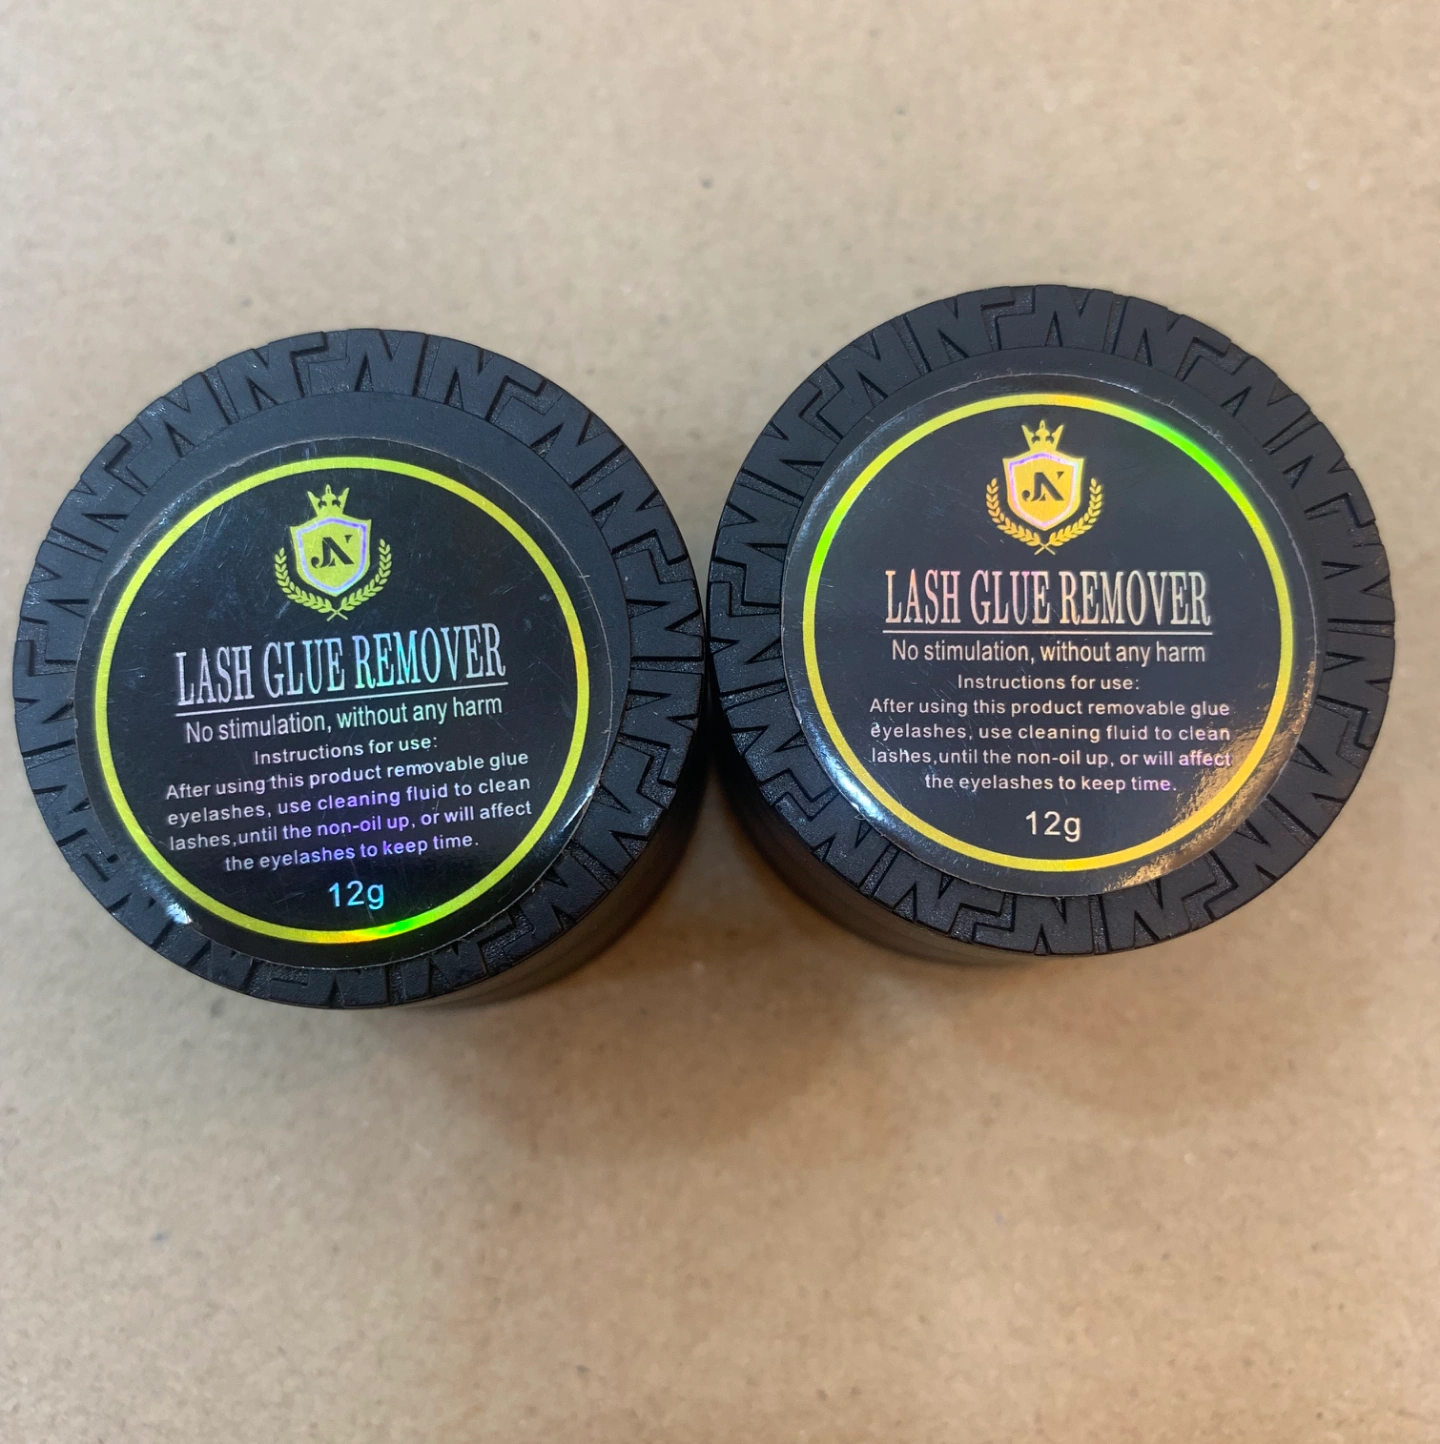 JN
LASH GLUE REMOVER
No stimulation, without any harm
Instructions for use:
After using this product removable glue
eyelashes, use cleaning fluid to clean
lashes,until the non-oil up, or will affect
the eyelashes to keep time.
12g
JN
LASH GLUE REMOVER
No stimulation, without any harm
Instructions for use:
After using this product removable glue
eyelashes, use cleaning fluid to clean
lashes,until the non-oil up, or will affect
the eyelashes to keep time.
12g